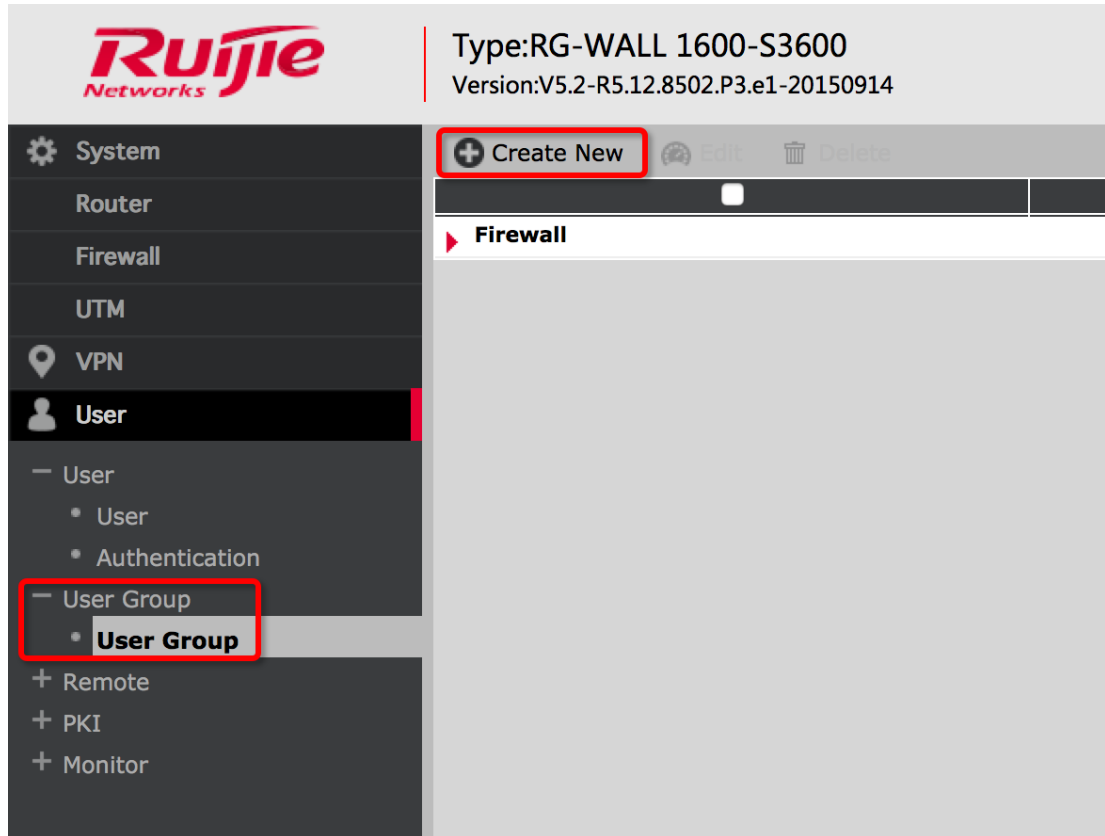 Ruijie
Networks
Type:RG-WALL 1600-S3600
Version:V5.2-R5.12.8502.P3.e1-20150914
System
Router
Firewall
UTM
VPN
User
User
User
Authentication
User Group
User Group
Remote
PKI
Monitor
Create New Edit Delete
Firewall